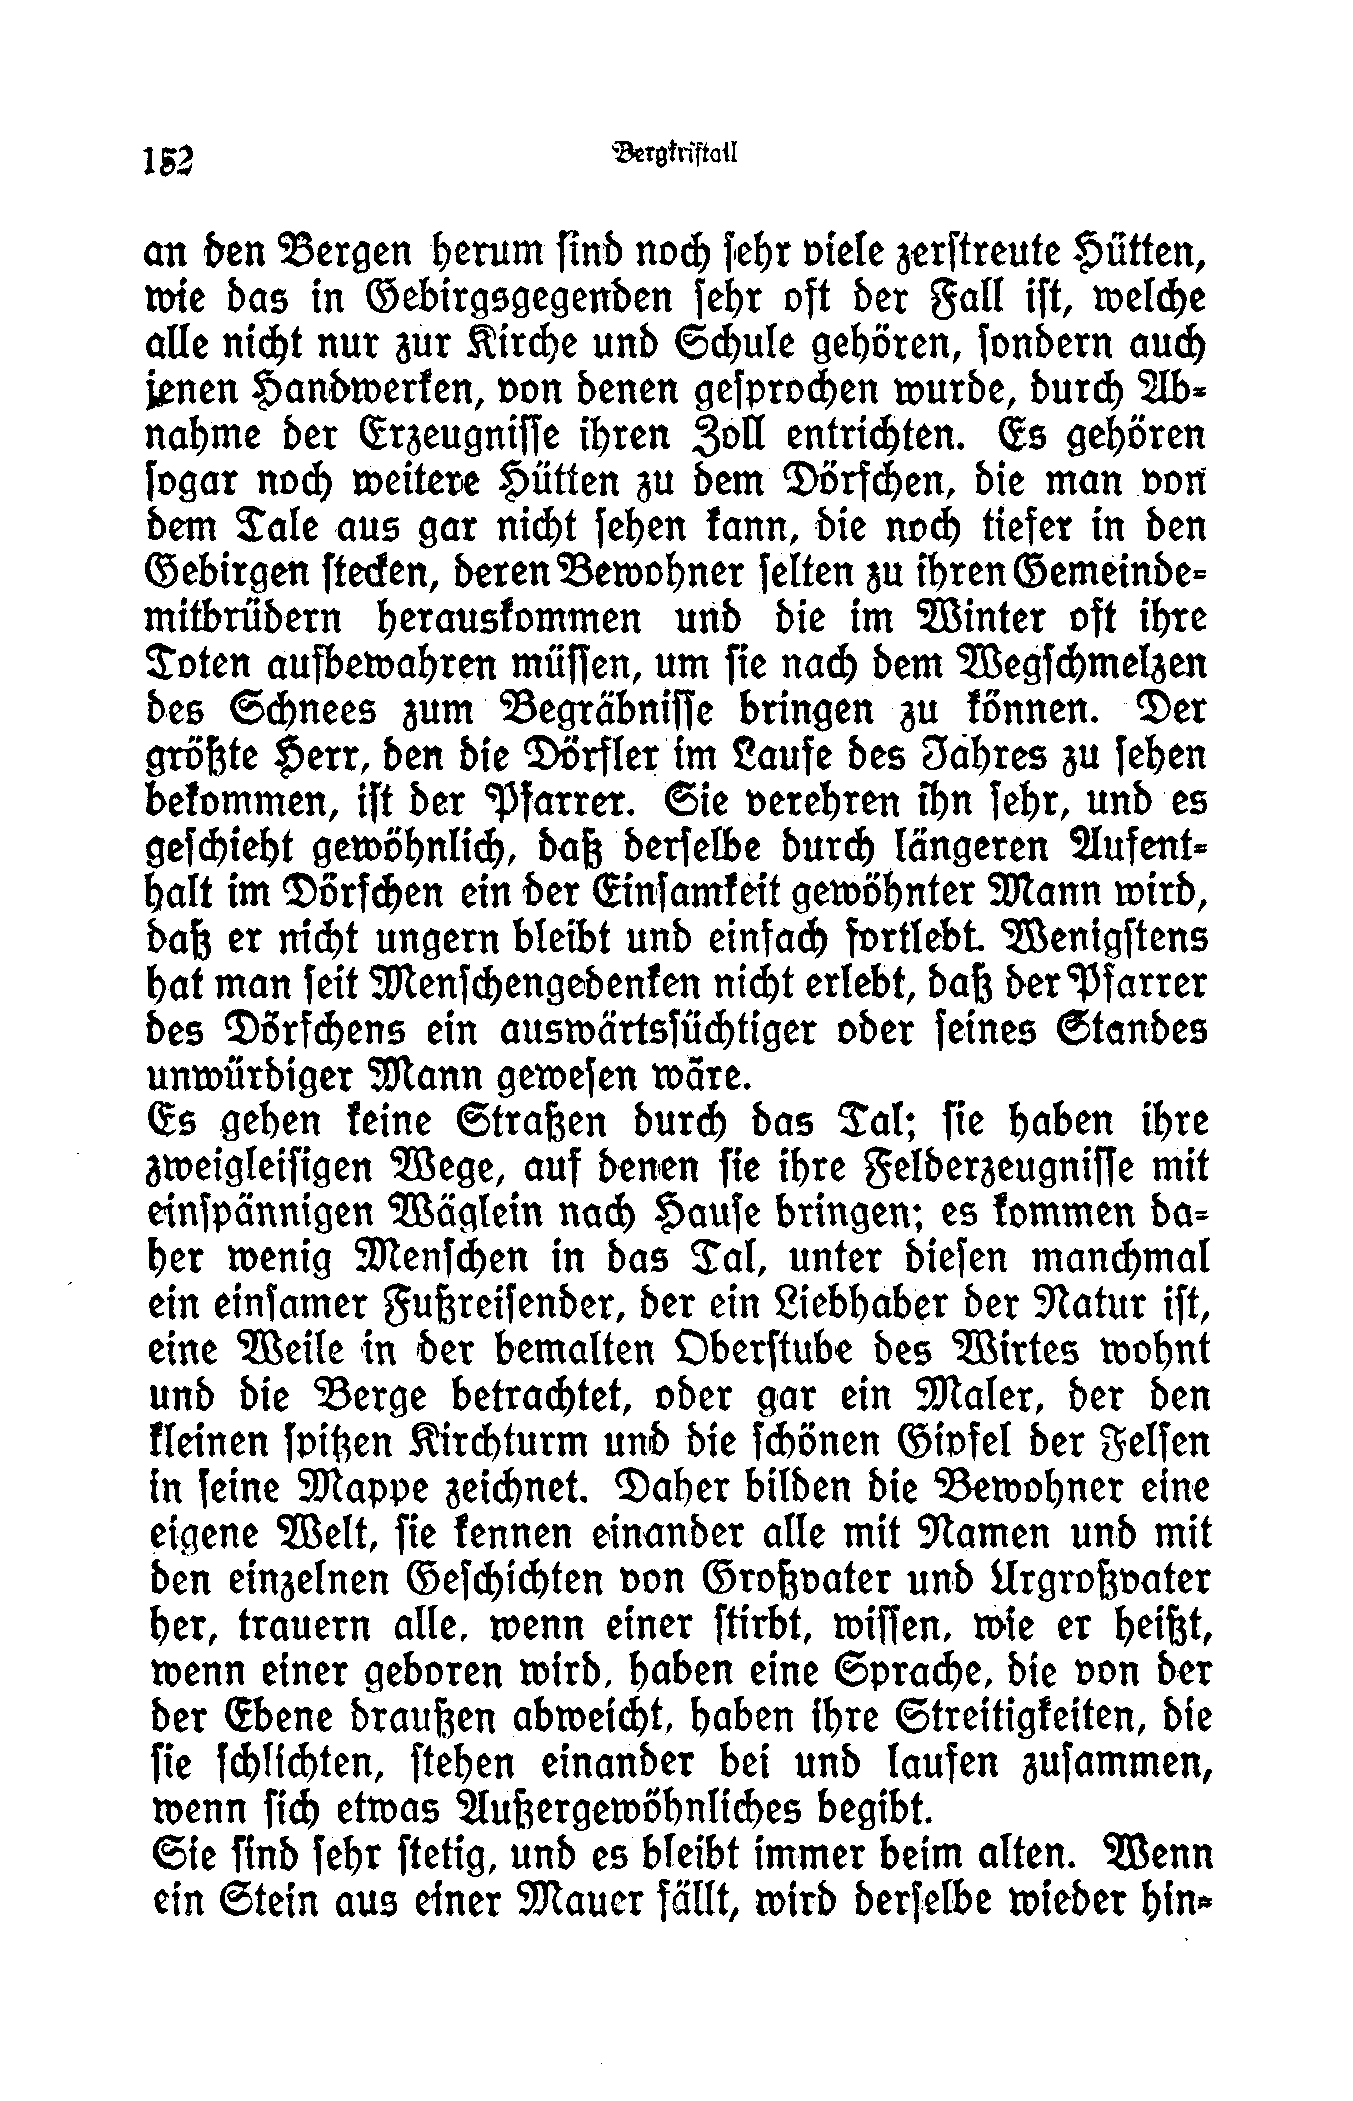 152
Bergkristall
an den Bergen herum sind noch sehr viele zerstreute Hütten,
wie das in Gebirgsgegenden sehr oft der Fall ist, welche
alle nicht nur zur Kirche und Schule gehören, sondern auch
jenen Handwerken, von denen gesprochen wurde, durch Ab-
nahme der Erzeugnisse ihren Zoll entrichten. Es gehören
sogar noch weitere Hütten zu dem Dörfchen, die man von
dem Tale aus gar nicht sehen kann, die noch tiefer in den
Gebirgen stecken, deren Bewohner selten zu ihren Gemeinde-
mitbrüdern herauskommen und die im Winter oft ihre
Toten aufbewahren müssen, um sie nach dem Wegschmelzen
des Schnees zum Begräbnisse bringen zu können. Der
größte Herr, den die Dörfler im Laufe des Jahres zu sehen
bekommen, ist der Pfarrer. Sie verehren ihn sehr, und es
geschieht gewöhnlich, daß derselbe durch längeren Aufent-
halt im Dörfchen ein der Einsamkeit gewöhnter Mann wird,
daß er nicht ungern bleibt und einfach fortlebt. Wenigstens
hat man seit Menschengedenken nicht erlebt, daß der Pfarrer
des Dörfchens ein auswärtssüchtiger oder seines Standes
unwürdiger Mann gewesen wäre.
Es gehen keine Straßen durch das Tal; sie haben ihre
zweigleisigen Wege, auf denen sie ihre Felderzeugnisse mit
einspännigen Wäglein nach Hause bringen; es kommen da-
her wenig Menschen in das Tal, unter diesen manchmal
ein einsamer Fußreisender, der ein Liebhaber der Natur ist,
eine Weile in der bemalten Oberstube des Wirtes wohnt
und die Berge betrachtet, oder gar ein Maler, der den
kleinen spitzen Kirchturm und die schönen Gipfel der Felsen
in seine Mappe zeichnet. Daher bilden die Bewohner eine
eigene Welt, sie kennen einander alle mit Namen und mit
den einzelnen Geschichten von Großvater und Urgroßvater
her, trauern alle, wenn einer stirbt, wissen, wie er heißt,
wenn einer geboren wird, haben eine Sprache, die von der
der Ebene draußen abweicht, haben ihre Streitigkeiten, die
sie schlichten, stehen einander bei und laufen zusammen,
wenn sich etwas Außergewöhnliches begibt.
Sie sind sehr stetig, und es bleibt immer beim alten. Wenn
ein Stein aus einer Mauer fällt, wird derselbe wieder hin-